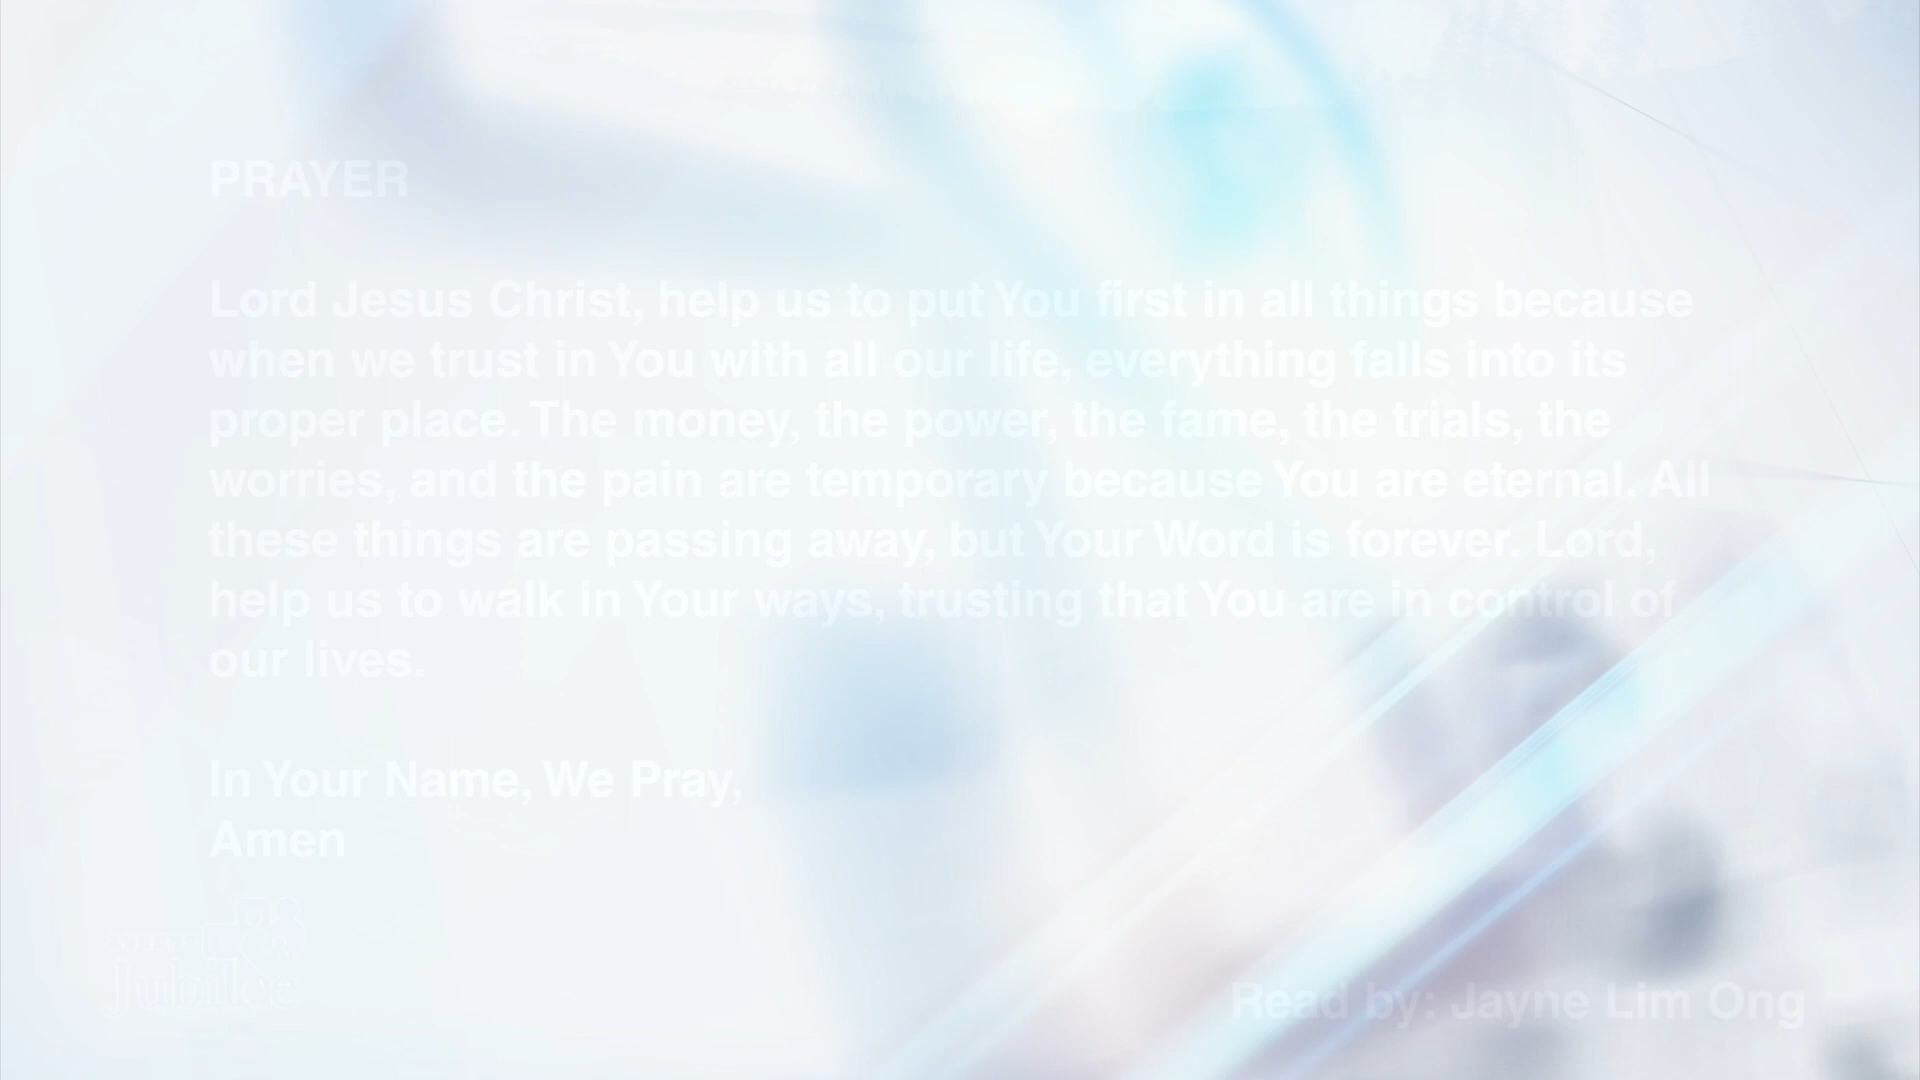 PRAYER
Lord Jesus Christ, help us to put You first in all things because
when we trust in You with all our life, everything falls into its
proper place. The money, the power, the fame, the trials, the
worries, and the pain are temporary because You are eternal. All
these things are passing away, but Your Word is forever. Lord,
help us to walk in Your ways, trusting that You are in control of
our lives.
In Your Name, We Pray,
Amen
Jubilee
Read by: Jayne Lim Ong